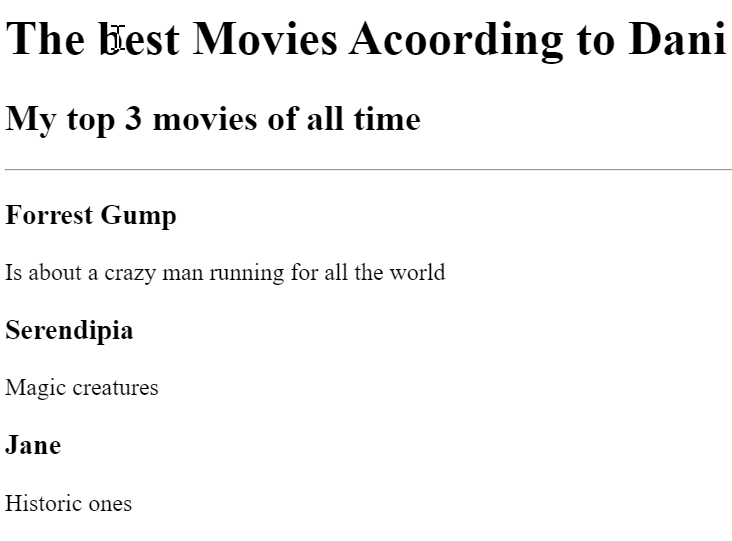 The best Movies Acoording to Dani
My top 3 movies of all time
Forrest Gump
Is about a crazy man running for all the world
Serendipia
Magic creatures
Jane
Historic ones